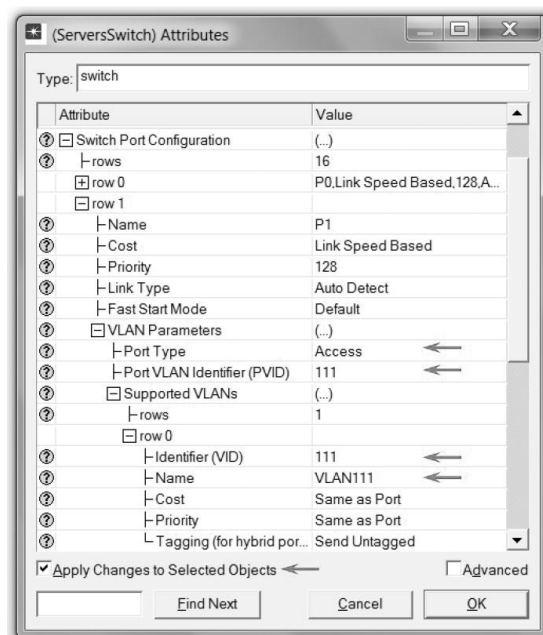 (ServersSwitch) Attributes
Type: switch
Attribute Value
Switch Port Configuration (...)
rows 16
row 0 P0,Link Speed Based,128,A...
row 1
Name P1
Cost Link Speed Based
Priority 128
Link Type Auto Detect
Fast Start Mode Default
VLAN Parameters (...)
Port Type Access
Port VLAN Identifier (PVID) 111
Supported VLANs (...)
rows 1
row 0
Identifier (VID) 111
Name VLAN111
Cost Same as Port
Priority Same as Port
Tagging (for hybrid por... Send Untagged
Apply Changes to Selected Objects Advanced
Find Next Cancel OK